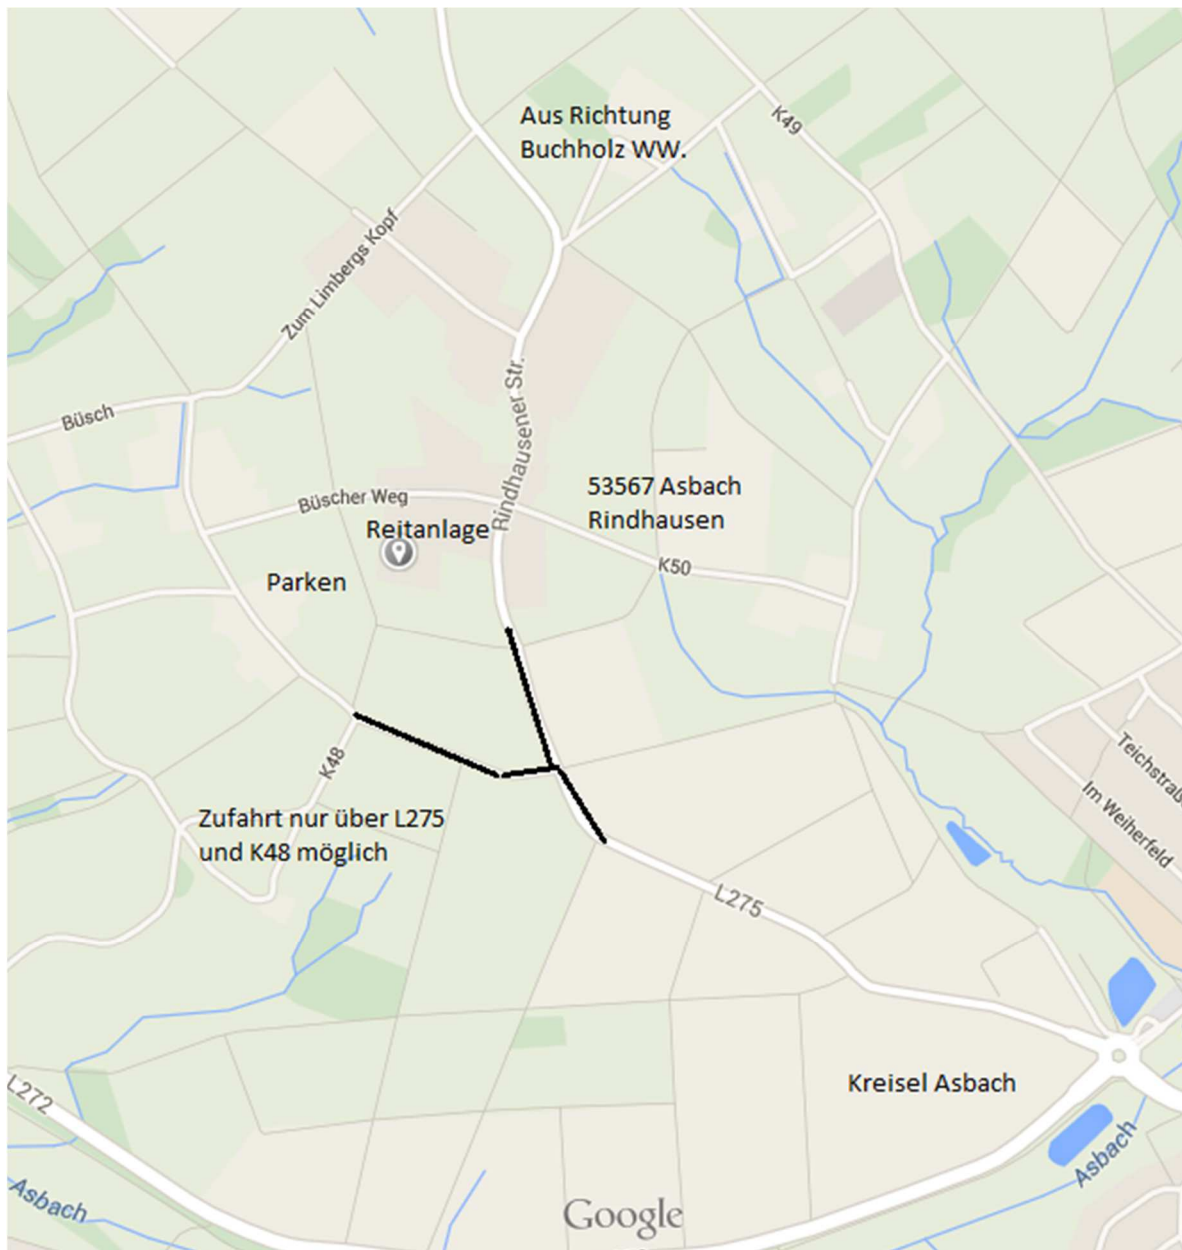 Aus Richtung
Buchholz WW.
K49
Zum Limbergs Kopf
Büsch
Rindhausener Str.
Büscher Weg
53567 Asbach
Rindhausen
Reitanlage
K50
Parken
K48
Teichstraß
Im Weiherfeld
Zufahrt nur über L275
und K48 möglich
L275
Kreisel Asbach
L272
Asbach
Asbach
Google